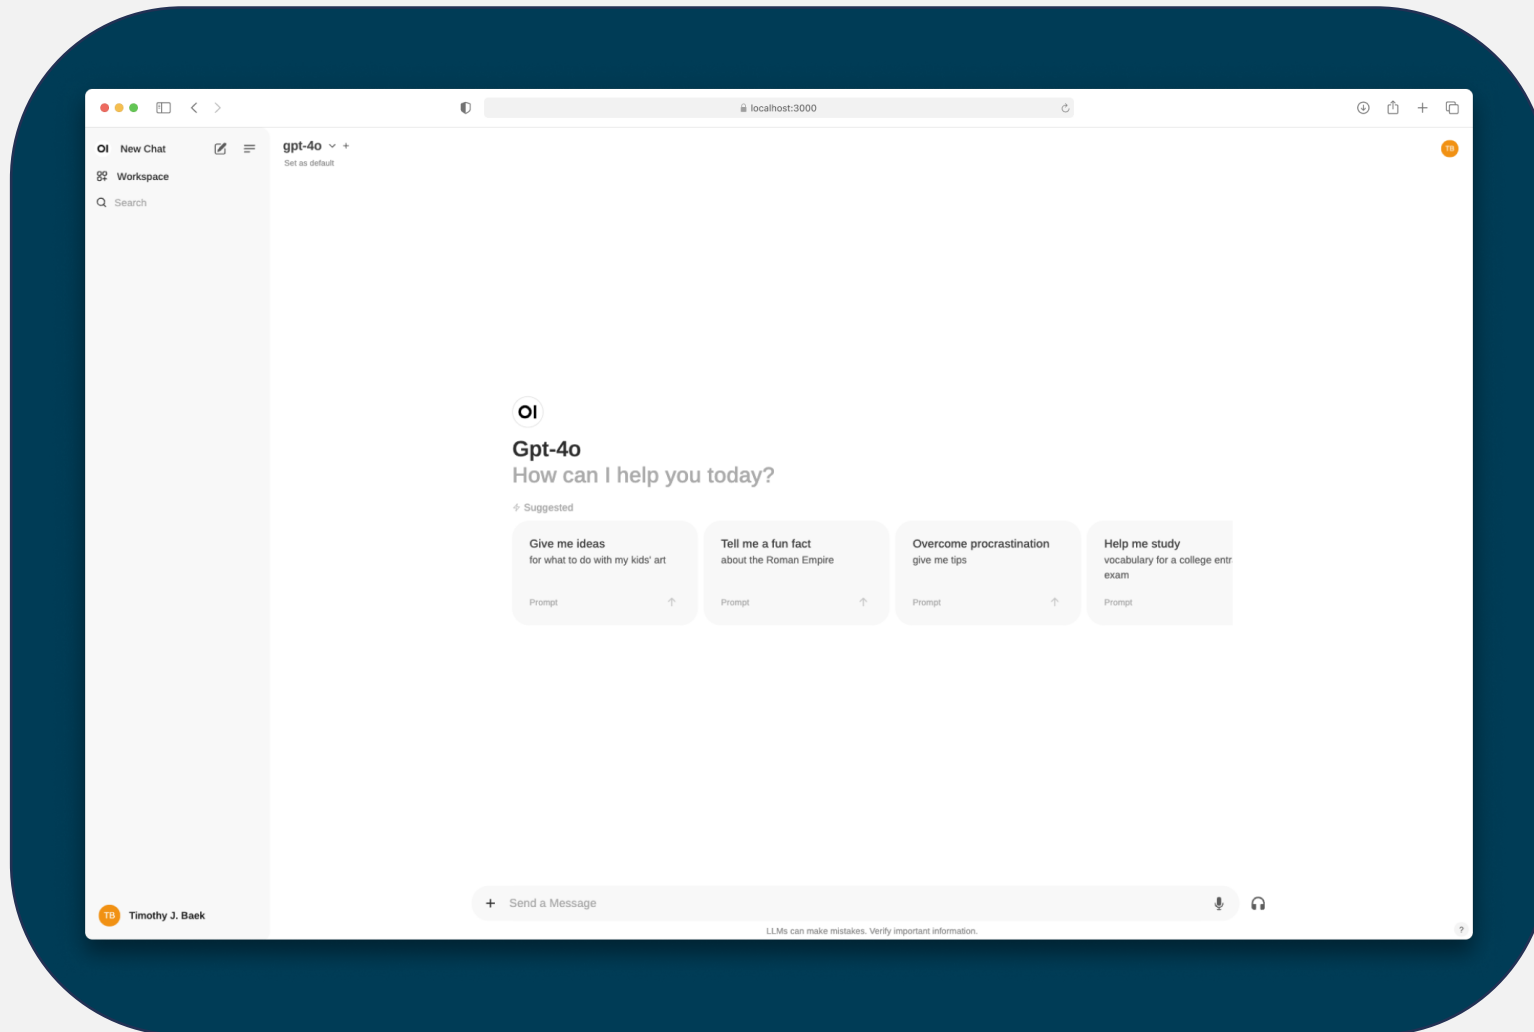 localhost:3000
OI New Chat
Workspace
Search
gpt-4o
Set as default
TB
OI
Gpt-4o
How can I help you today?
Suggested
Give me ideas
for what to do with my kids' art
Prompt
Tell me a fun fact
about the Roman Empire
Prompt
Overcome procrastination
give me tips
Prompt
Help me study
vocabulary for a college entr
exam
Prompt
Send a Message
LLMs can make mistakes. Verify important information.
?
TB Timothy J. Baek